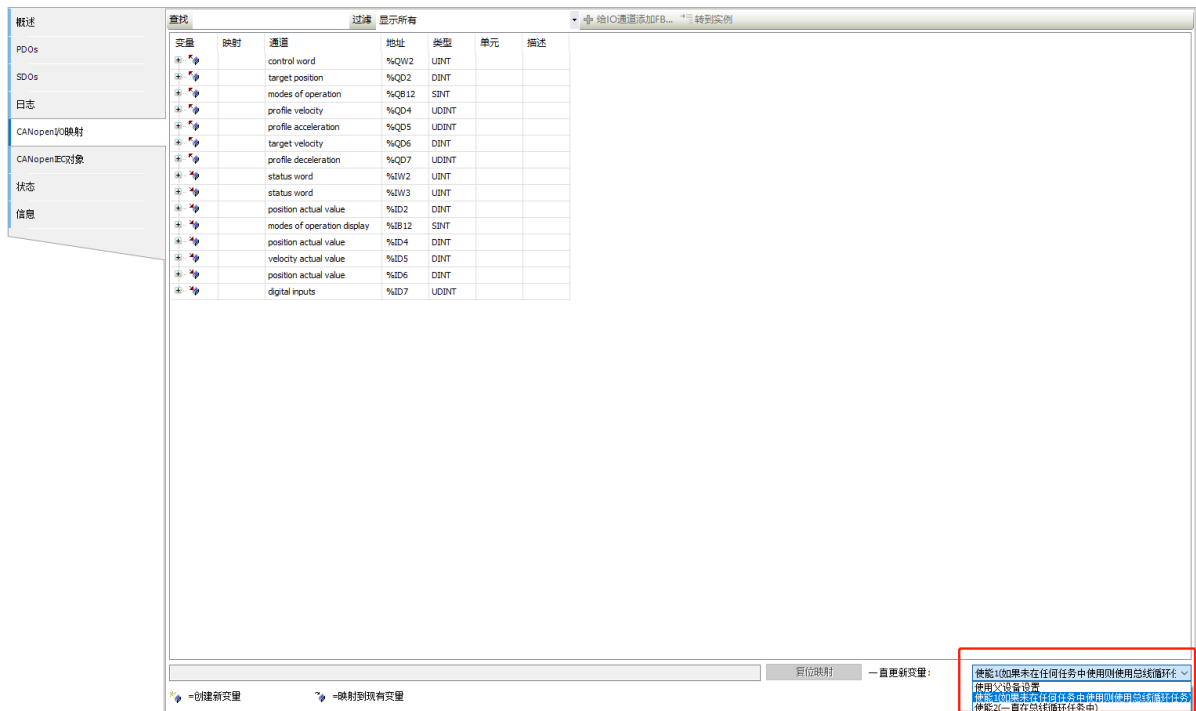 概述
PDOs
SDOs
日志
CANopenI/O映射
CANopenIEC对象
状态
信息
查找 过滤 显示所有 给IO通道添加FB... 转到实例
变量 映射 通道 地址 类型 单元 描述
control word %QW2 UINT
target position %QD2 DINT
modes of operation %QB12 SINT
profile velocity %QD4 UDINT
profile acceleration %QD5 UDINT
target velocity %QD6 DINT
profile deceleration %QD7 UDINT
status word %IW2 UINT
status word %IW3 UINT
position actual value %ID2 DINT
modes of operation display %IB12 SINT
position actual value %ID4 DINT
velocity actual value %ID5 DINT
position actual value %ID6 DINT
digital inputs %ID7 UDINT
复位映射 一直更新变量: 使能1(如果未在任何任务中使用则使用总线循环任
使用父设备设置
使能1(如果未在任何任务中使用则使用总线循环任务)
使能2(一直在总线循环任务中)
=创建新变量 =映射到现有变量